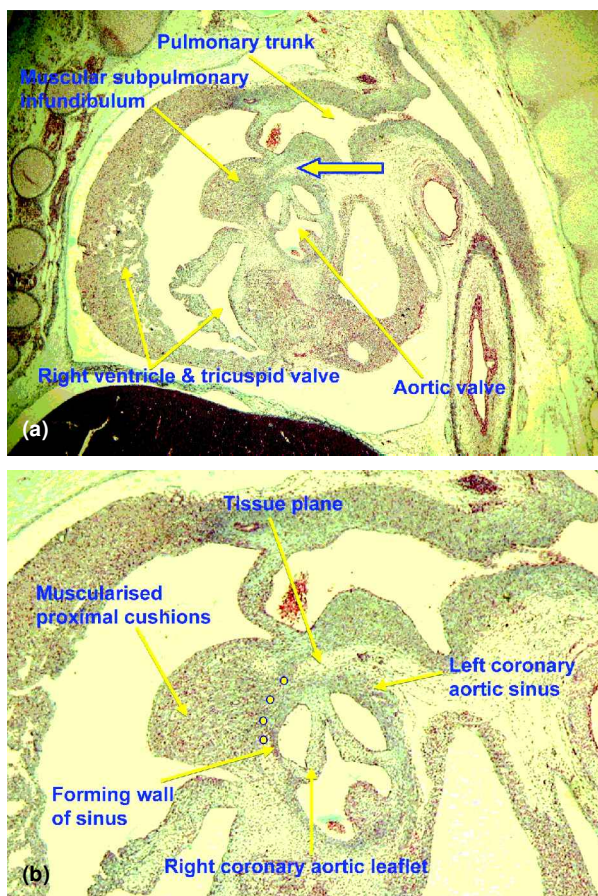 Pulmonary trunk
Muscular subpulmonary
infundibulum
Right ventricle & tricuspid valve
Aortic valve
(a)
Tissue plane
Muscularised
proximal cushions
Left coronary
aortic sinus
Forming wall
of sinus
Right coronary aortic leaflet
(b)